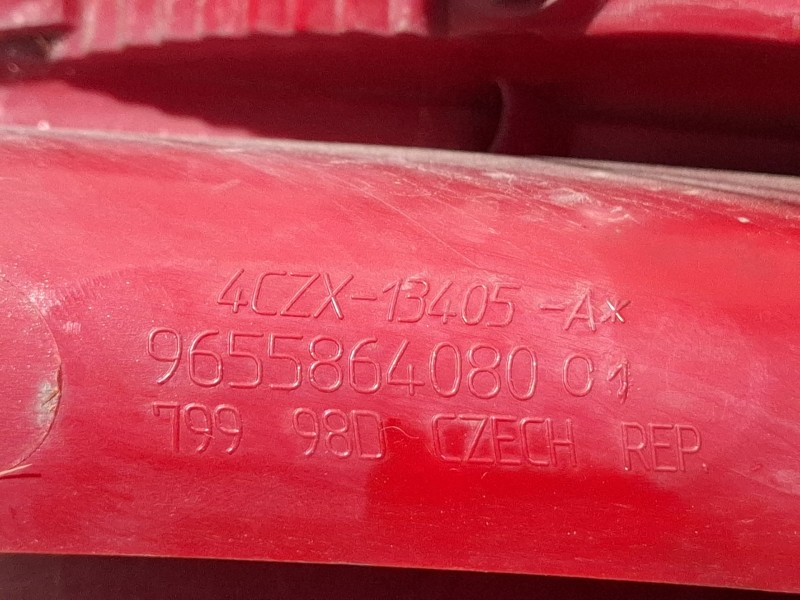 4CZX-13405-A*
9655864080 01
799 98D CZECH REP.